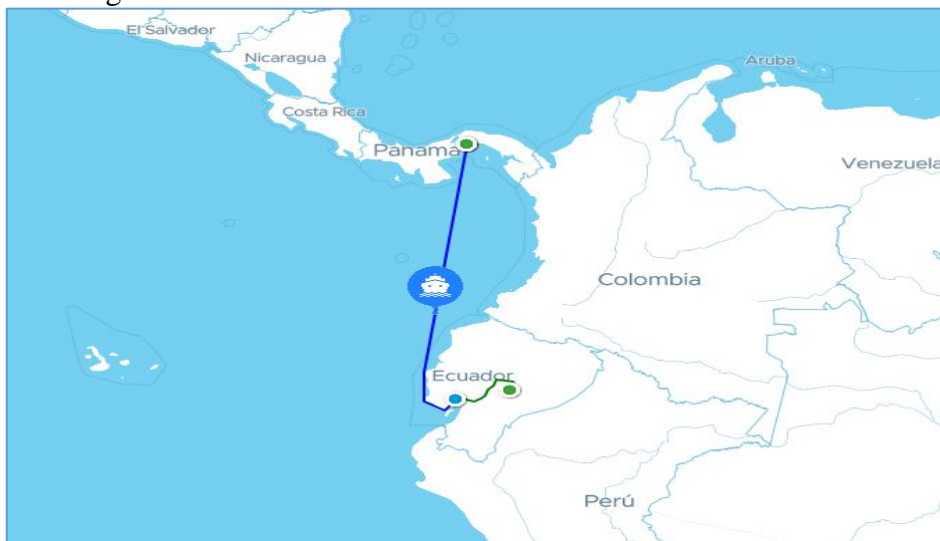 El Salvador
Nicaragua
Aruba
Costa Rica
Panamá
Venezuela
Colombia
Ecuador
Perú